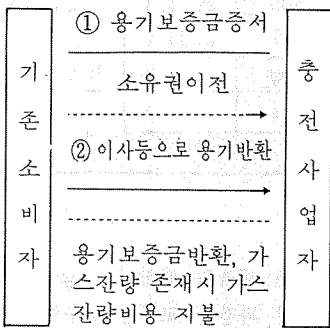 기존소비자
① 용기보증금증서
소유권이전
② 이사등으로 용기반환
용기보증금반환, 가
스잔량 존재시 가스
잔량비용 지불
충전사업자